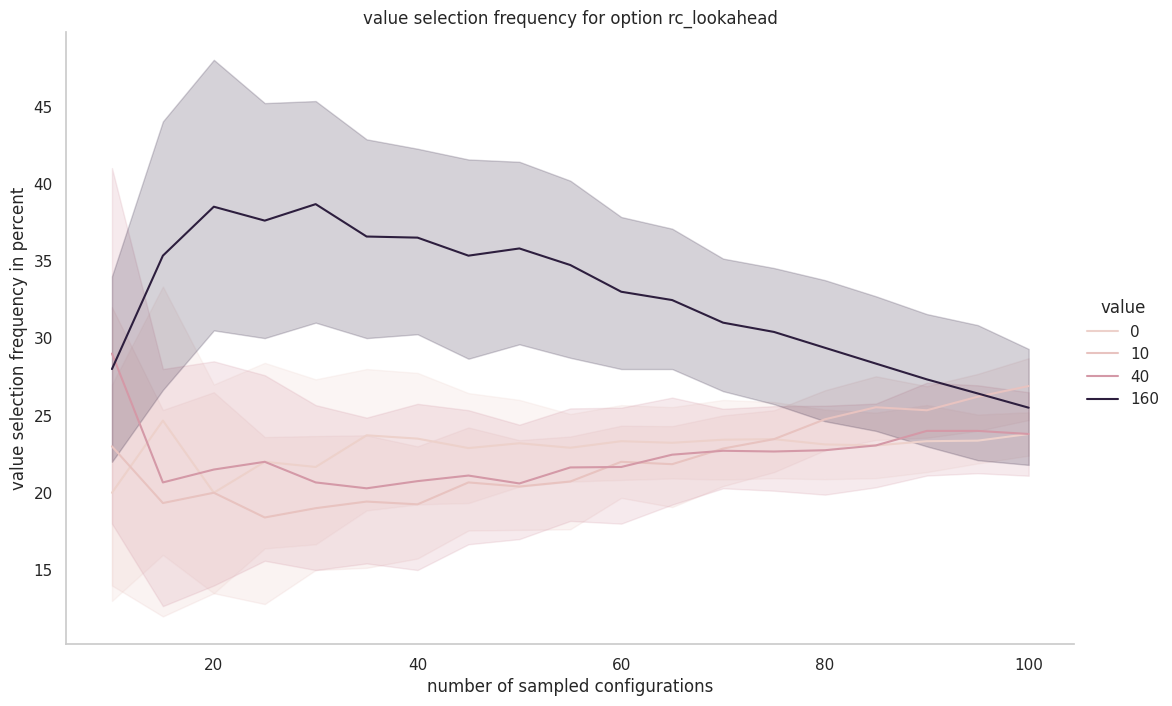 value selection frequency for option rc_lookahead
value selection frequency in percent
45
40
35
30
25
20
15
20 40 60 80 100
number of sampled configurations
value
0
10
40
160